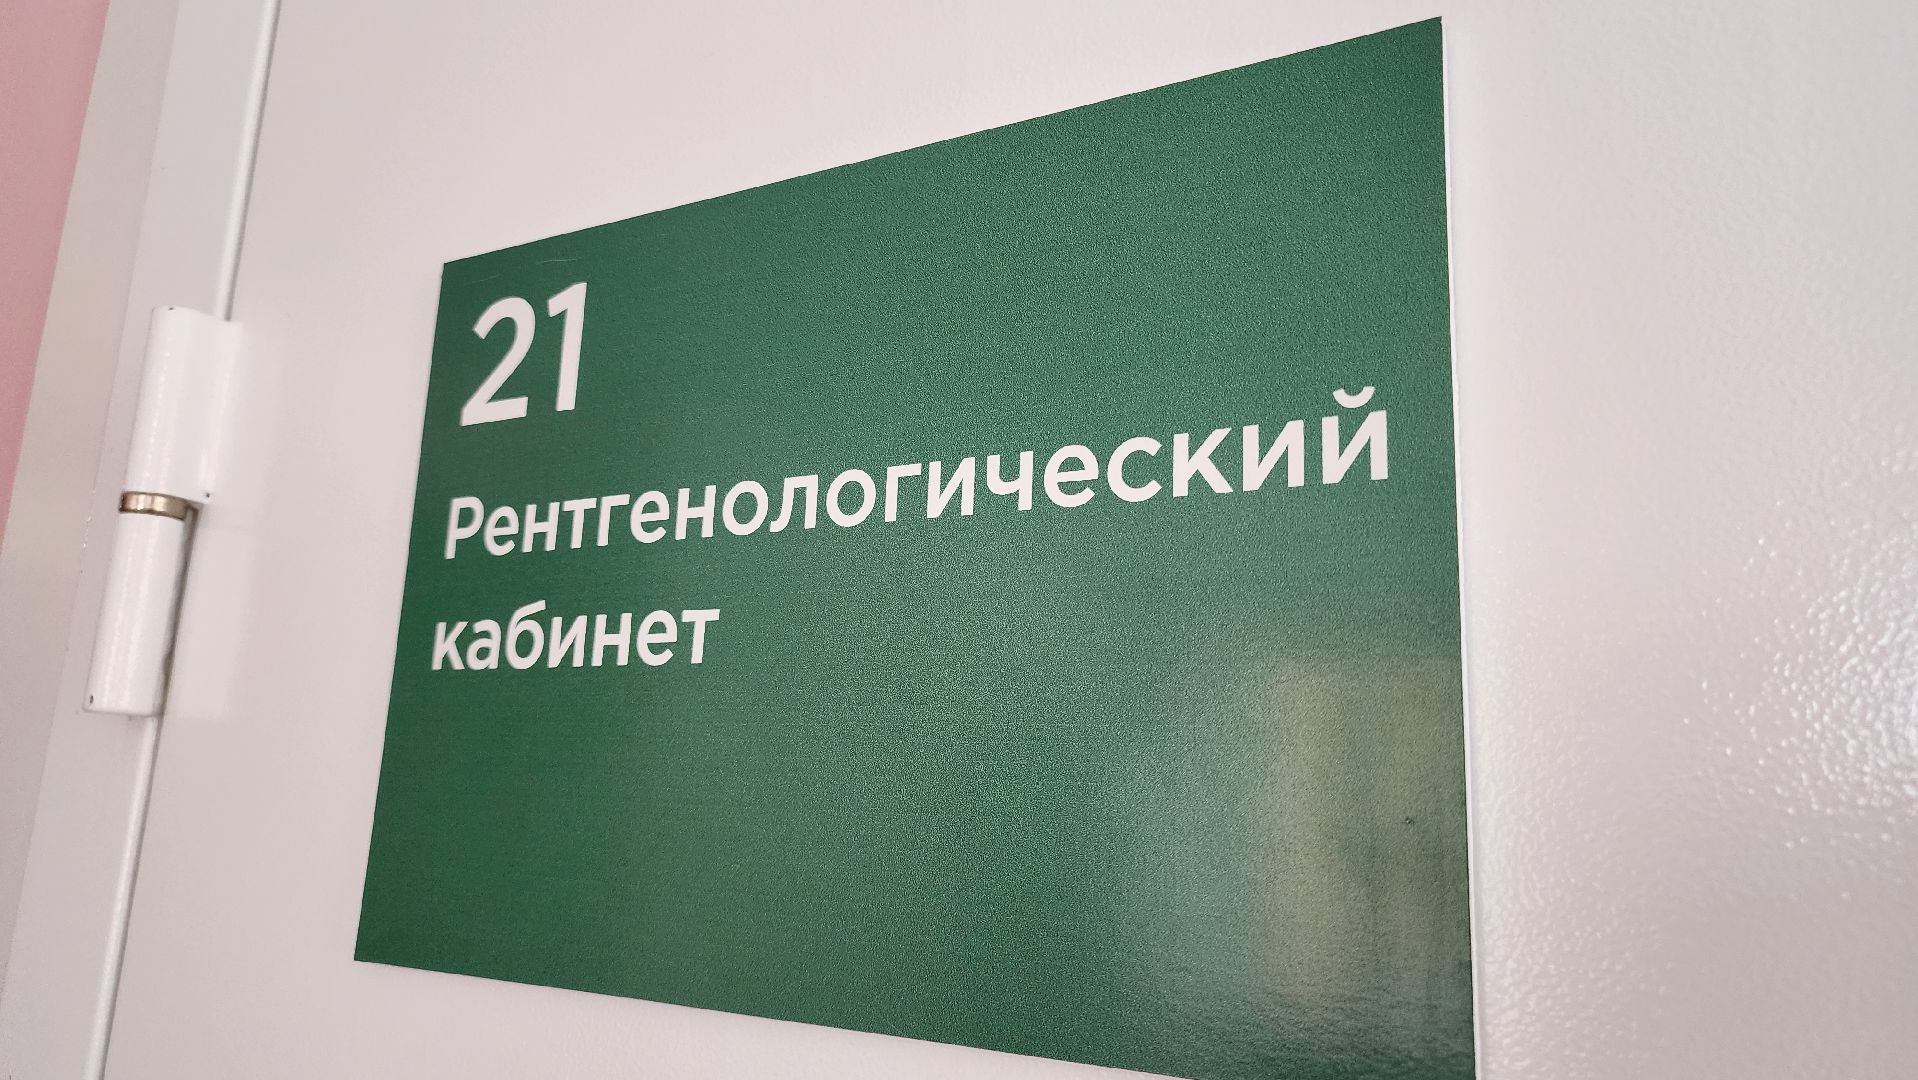 21
Рентгенологический
кабинет